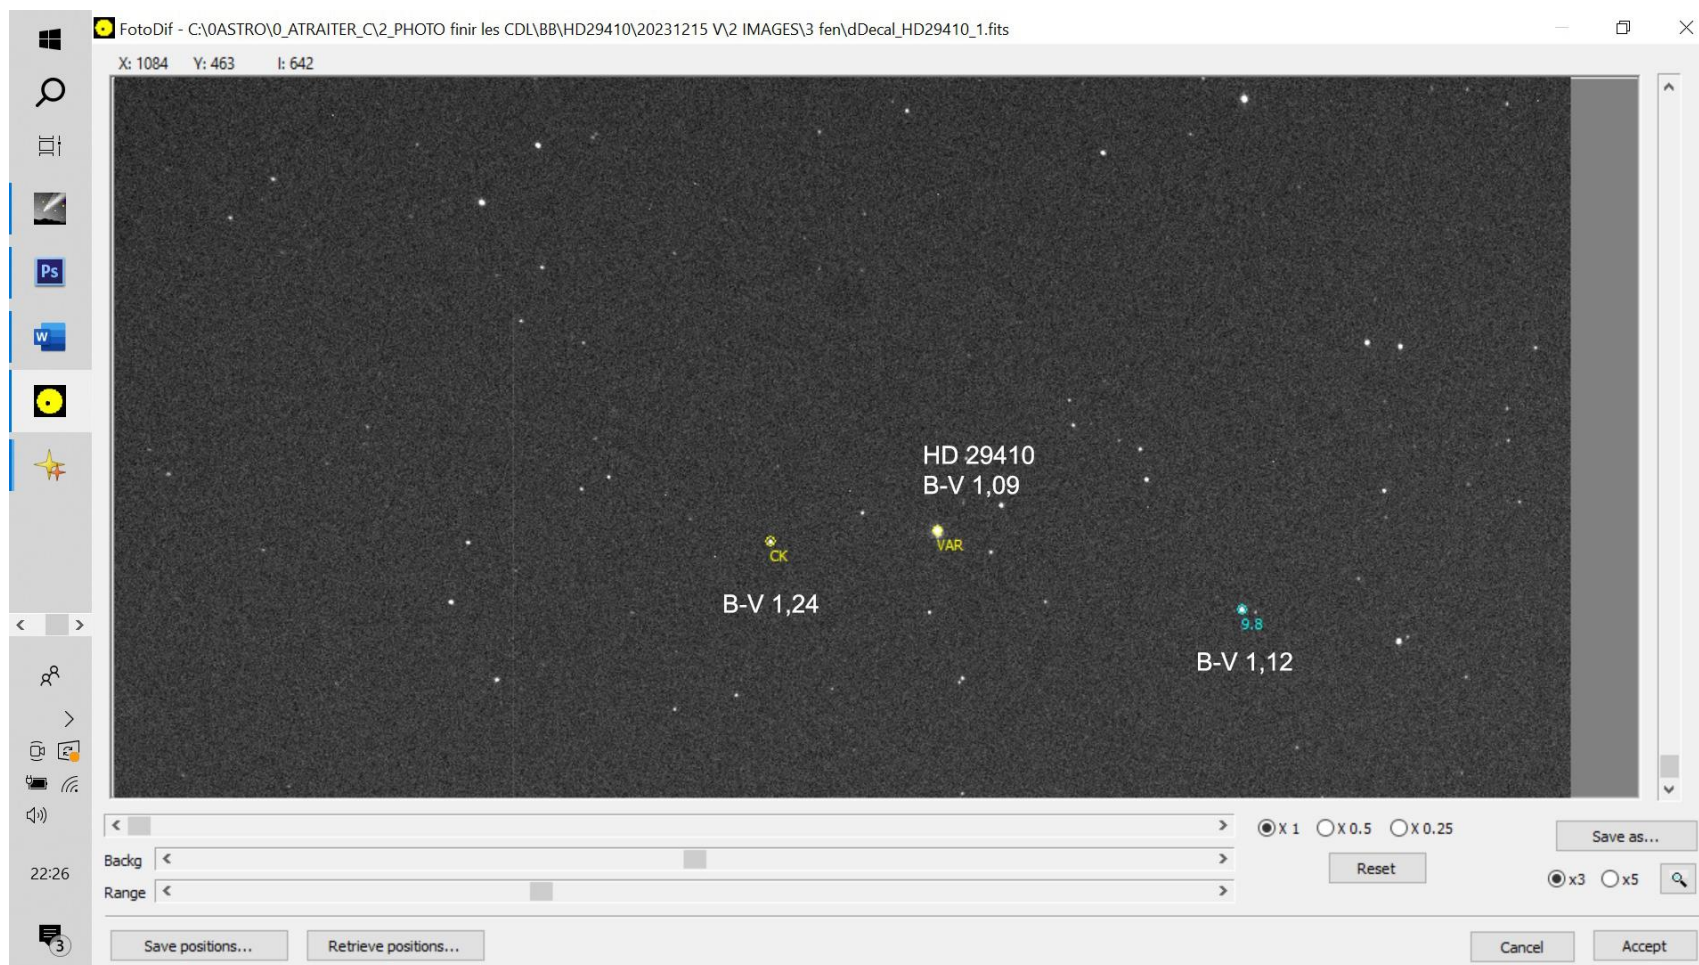 FotoDif - C:\0ASTRO\0_ATRAITER_C\2_PHOTO finir les CDL\BB\HD29410\20231215 V\2 IMAGES\3 fen\dDecal_HD29410_1.fits
X: 1084 Y: 463 I: 642
Ps
W
HD 29410
B-V 1,09
CK
VAR
B-V 1,24
9.8
B-V 1,12
X 1 X 0.5 X 0.25
Save as...
Backg
Reset
22:26
x3 x5
Range
3
Save positions...
Retrieve positions...
Cancel
Accept